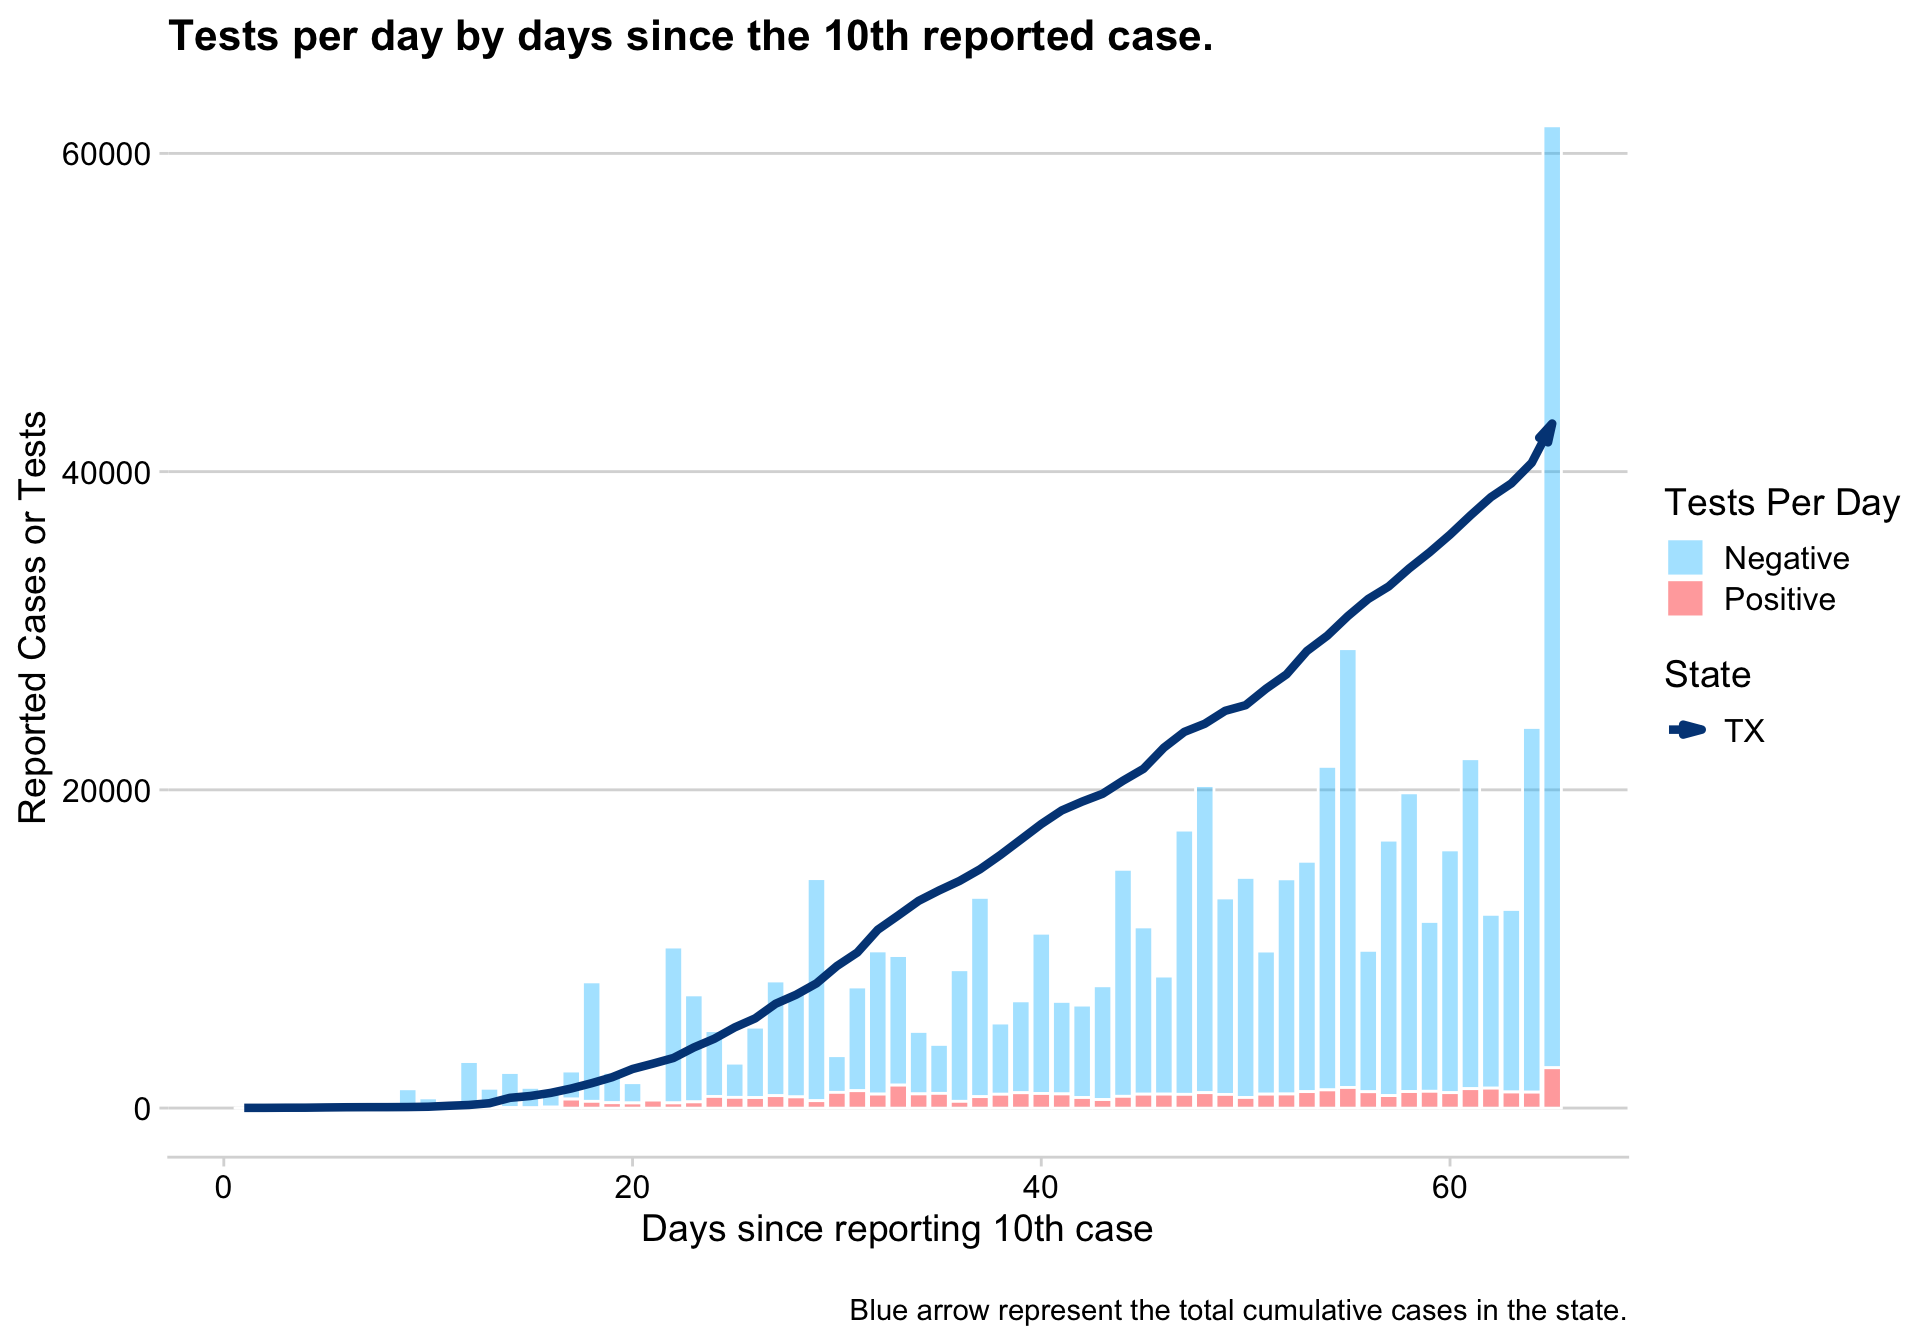 Tests per day by days since the 10th reported case.
60000
40000
20000
0
Reported Cases or Tests
0 20 40 60
Days since reporting 10th case
Tests Per Day
Negative
Positive
State
TX
Blue arrow represent the total cumulative cases in the state.